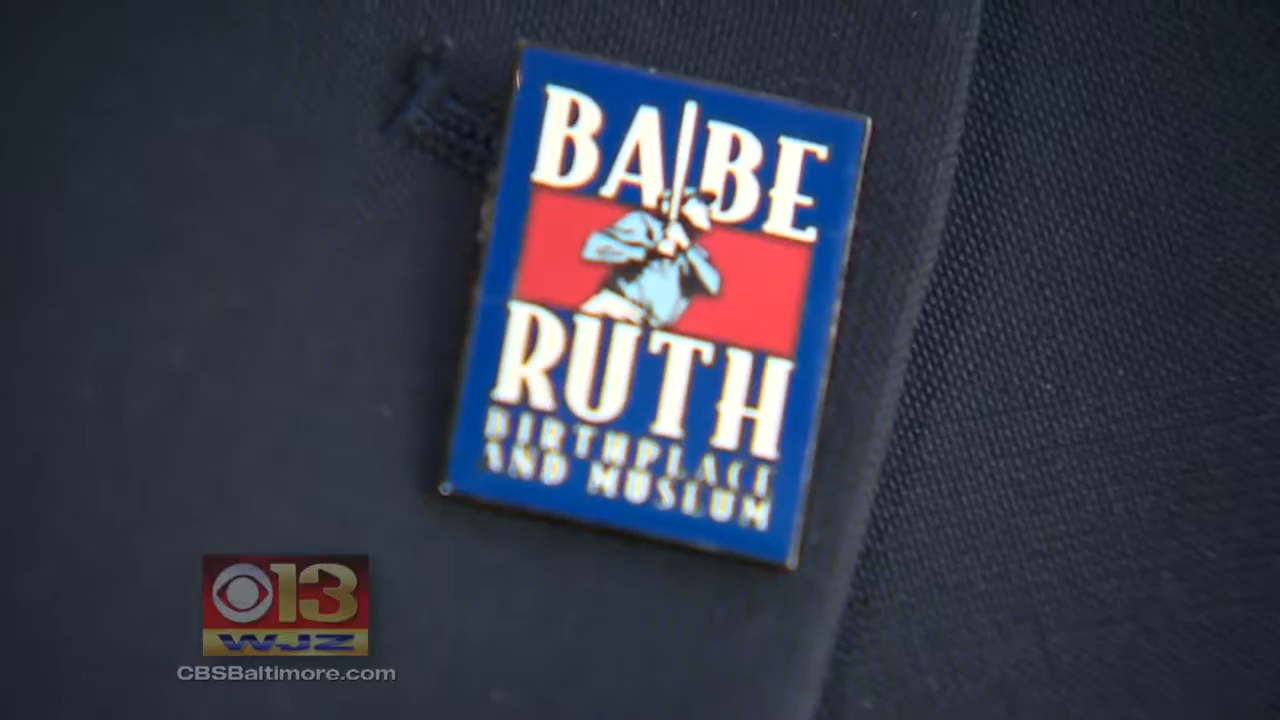 BABE
RUTH
BIRTHPLACE
AND MUSEUM
13
WJZ
CBSBaltimore.com